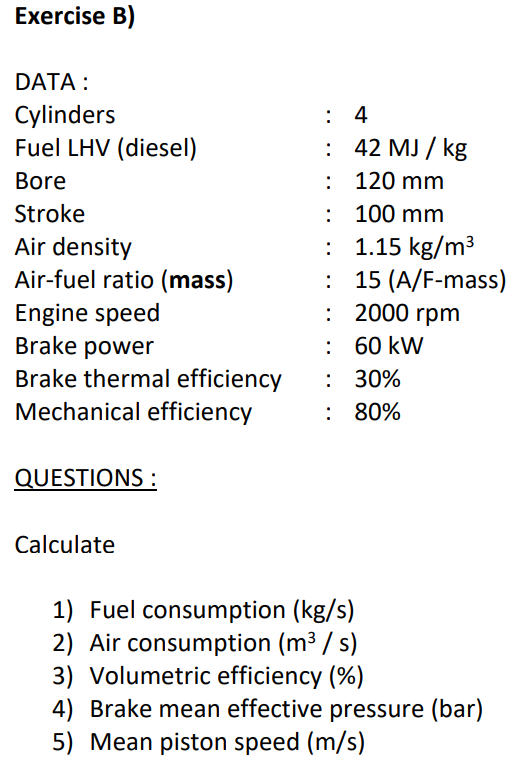 Exercise B)
DATA :
Cylinders : 4
Fuel LHV (diesel) : 42 MJ / kg
Bore : 120 mm
Stroke : 100 mm
Air density : 1.15 kg/m³
Air-fuel ratio (mass) : 15 (A/F-mass)
Engine speed : 2000 rpm
Brake power : 60 kW
Brake thermal efficiency : 30%
Mechanical efficiency : 80%
QUESTIONS :
Calculate
1) Fuel consumption (kg/s)
2) Air consumption (m³ / s)
3) Volumetric efficiency (%)
4) Brake mean effective pressure (bar)
5) Mean piston speed (m/s)